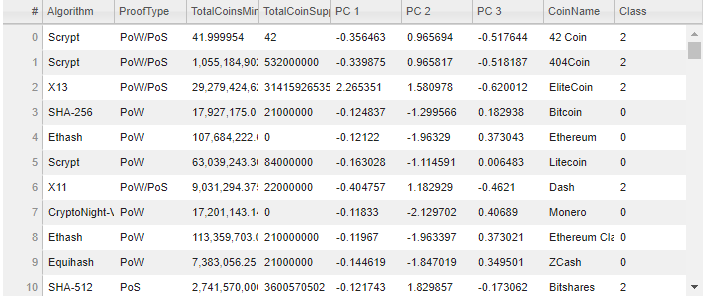 # Algorithm ProofType TotalCoinsMin TotalCoinSupp PC 1 PC 2 PC 3 CoinName Class
0 Scrypt PoW/PoS 41.999954 42 -0.356463 0.965694 -0.517644 42 Coin 2
1 Scrypt PoW/PoS 1,055,184,902 532000000 -0.339875 0.965817 -0.518187 404Coin 2
2 X13 PoW/PoS 29,279,424,62 31415926535 2.265351 1.580978 -0.620012 EliteCoin 2
3 SHA-256 PoW 17,927,175.0 21000000 -0.124837 -1.299566 0.182938 Bitcoin 0
4 Ethash PoW 107,684,222.6 0 -0.12122 -1.96329 0.373043 Ethereum 0
5 Scrypt PoW 63,039,243.30 84000000 -0.163028 -1.114591 0.006483 Litecoin 0
6 X11 PoW/PoS 9,031,294.375 22000000 -0.404757 1.182929 -0.4621 Dash 2
7 CryptoNight-V PoW 17,201,143.14 0 -0.11833 -2.129702 0.40689 Monero 0
8 Ethash PoW 113,359,703.0 210000000 -0.11967 -1.963397 0.373021 Ethereum Cla 0
9 Equihash PoW 7,383,056.25 21000000 -0.144619 -1.847019 0.349501 ZCash 0
10 SHA-512 PoS 2,741,570,000 3600570502 -0.121743 1.829857 -0.173062 Bitshares 2